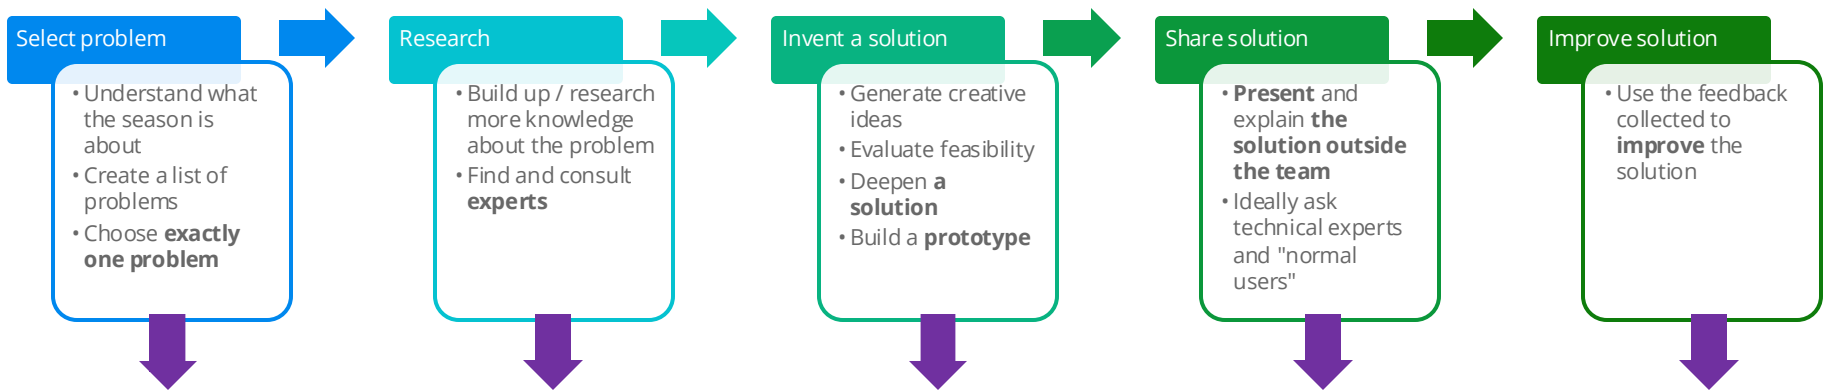 Select problem
• Understand what
the season is
about
• Create a list of
problems
• Choose exactly
one problem
Research
• Build up / research
more knowledge
about the problem
• Find and consult
experts
Invent a solution
• Generate creative
ideas
• Evaluate feasibility
• Deepen a
solution
• Build a prototype
Share solution
• Present and
explain the
solution outside
the team
• Ideally ask
technical experts
and "normal
users"
Improve solution
• Use the feedback
collected to
improve the
solution